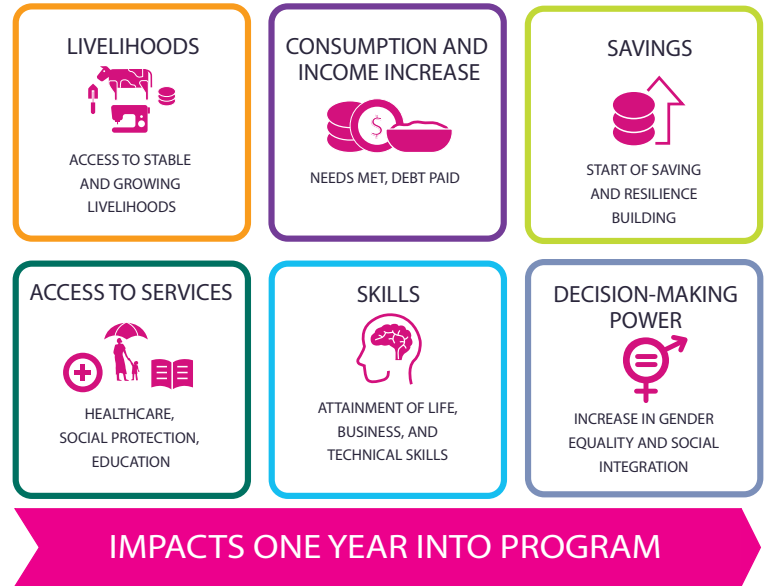 LIVELIHOODS
ACCESS TO STABLE
AND GROWING
LIVELIHOODS
CONSUMPTION AND
INCOME INCREASE
$
NEEDS MET, DEBT PAID
SAVINGS
START OF SAVING
AND RESILIENCE
BUILDING
ACCESS TO SERVICES
HEALTHCARE,
SOCIAL PROTECTION,
EDUCATION
SKILLS
ATTAINMENT OF LIFE,
BUSINESS, AND
TECHNICAL SKILLS
DECISION-MAKING
POWER
INCREASE IN GENDER
EQUALITY AND SOCIAL
INTEGRATION
IMPACTS ONE YEAR INTO PROGRAM